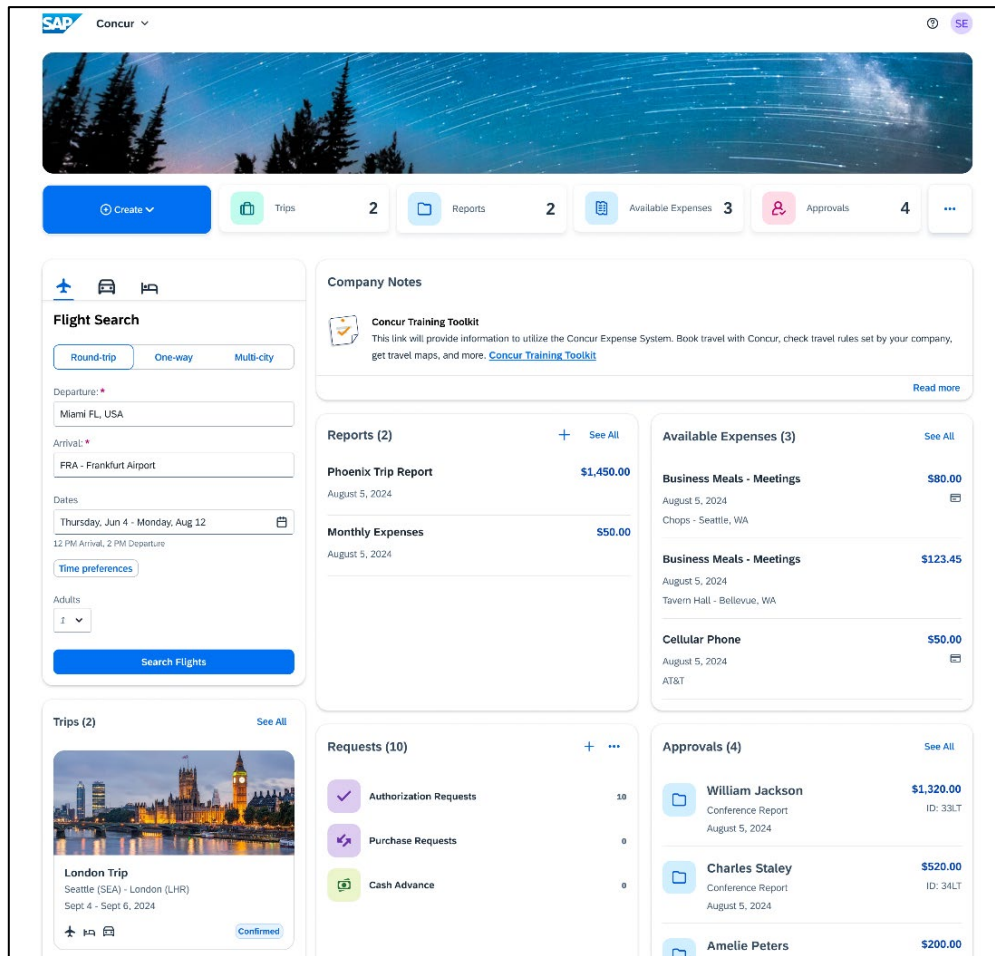 SAP Concur
SE
Create
Trips 2
Reports 2
Available Expenses 3
Approvals 4
Flight Search
Round-trip One-way Multi-city
Departure: *
Miami FL, USA
Arrival: *
FRA - Frankfurt Airport
Dates
Thursday, Jun 4 - Monday, Aug 12
12 PM Arrival, 2 PM Departure
Time preferences
Adults
1
Search Flights
Company Notes
Concur Training Toolkit
This link will provide information to utilize the Concur Expense System. Book travel with Concur, check travel rules set by your company,
get travel maps, and more. Concur Training Toolkit
Read more
Reports (2) + See All
Phoenix Trip Report $1,450.00
August 5, 2024
Monthly Expenses $50.00
August 5, 2024
Available Expenses (3) See All
Business Meals - Meetings $80.00
August 5, 2024
Chops - Seattle, WA
Business Meals - Meetings $123.45
August 5, 2024
Tavern Hall - Bellevue, WA
Cellular Phone $50.00
August 5, 2024
AT&T
Trips (2) See All
London Trip
Seattle (SEA) - London (LHR)
Sept 4 - Sept 6, 2024
Confirmed
Requests (10) + ...
Authorization Requests 10
Purchase Requests 0
Cash Advance 0
Approvals (4) See All
William Jackson $1,320.00
Conference Report ID: 33LT
August 5, 2024
Charles Staley $520.00
Conference Report ID: 34LT
August 5, 2024
Amelie Peters $200.00